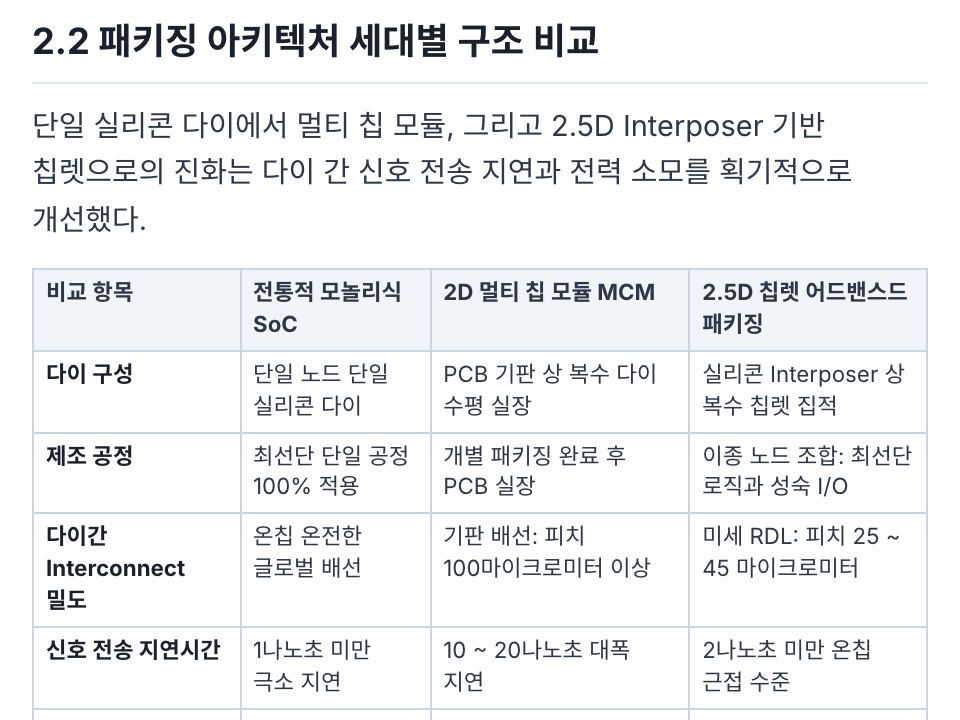 2.2 패키징 아키텍처 세대별 구조 비교
단일 실리콘 다이에서 멀티 칩 모듈, 그리고 2.5D Interposer 기반
칩렛으로의 진화는 다이 간 신호 전송 지연과 전력 소모를 획기적으로
개선했다.
비교 항목
전통적 모놀리식
SoC
2D 멀티 칩 모듈 MCM
2.5D 칩렛 어드밴스드
패키징
다이 구성
단일 노드 단일
실리콘 다이
PCB 기판 상 복수 다이
수평 실장
실리콘 Interposer 상
복수 칩렛 집적
제조 공정
최선단 단일 공정
100% 적용
개별 패키징 완료 후
PCB 실장
이종 노드 조합: 최선단
로직과 성숙 I/O
다이간
Interconnect
밀도
온칩 온전한
글로벌 배선
기판 배선: 피치
100마이크로미터 이상
미세 RDL: 피치 25 ~
45 마이크로미터
신호 전송 지연시간
1나노초 미만
극소 지연
10 ~ 20나노초 대폭
지연
2나노초 미만 온칩
근접 수준